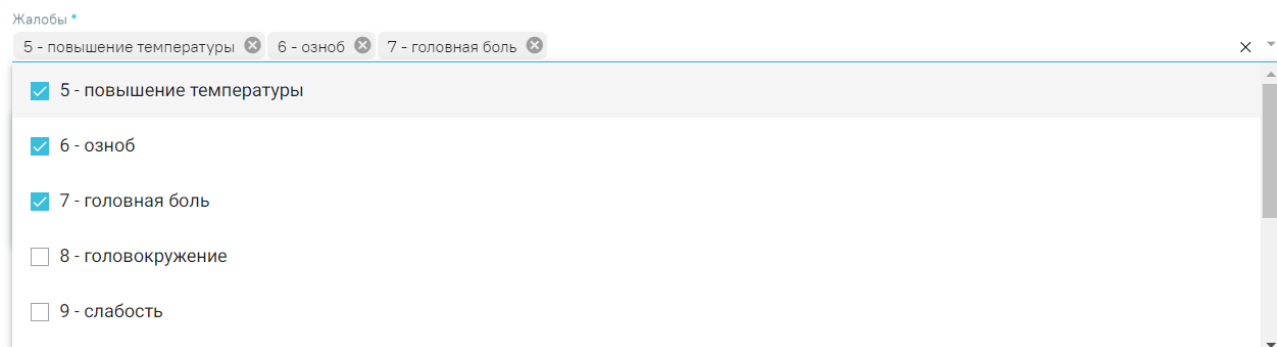 Жалобы *
5 - повышение температуры 6 - озноб 7 - головная боль
5 - повышение температуры
6 - озноб
7 - головная боль
8 - головокружение
9 - слабость